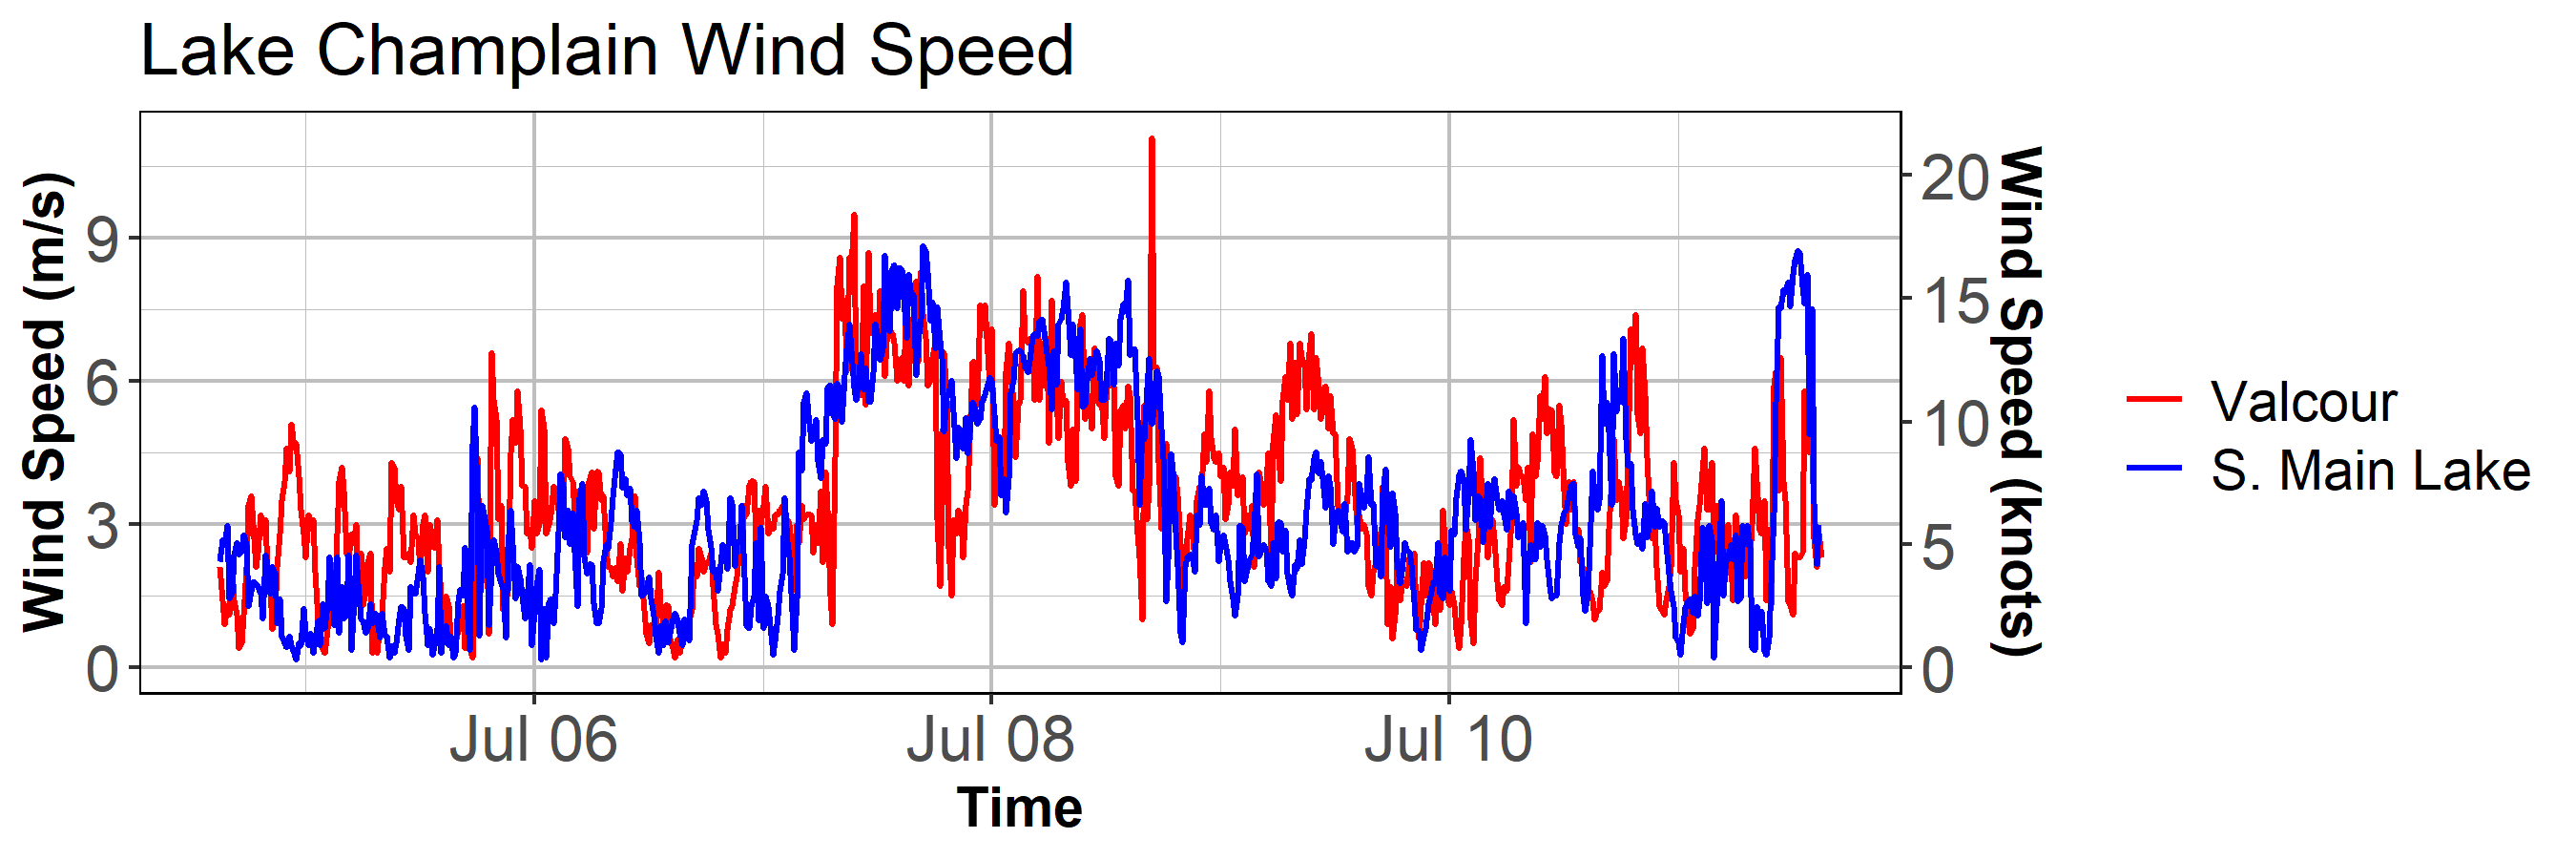 Lake Champlain Wind Speed
Wind Speed (m/s)
9
6
3
0
20
15
10
5
0
Wind Speed (knots)
Jul 06
Jul 08
Jul 10
Time
Valcour
S. Main Lake